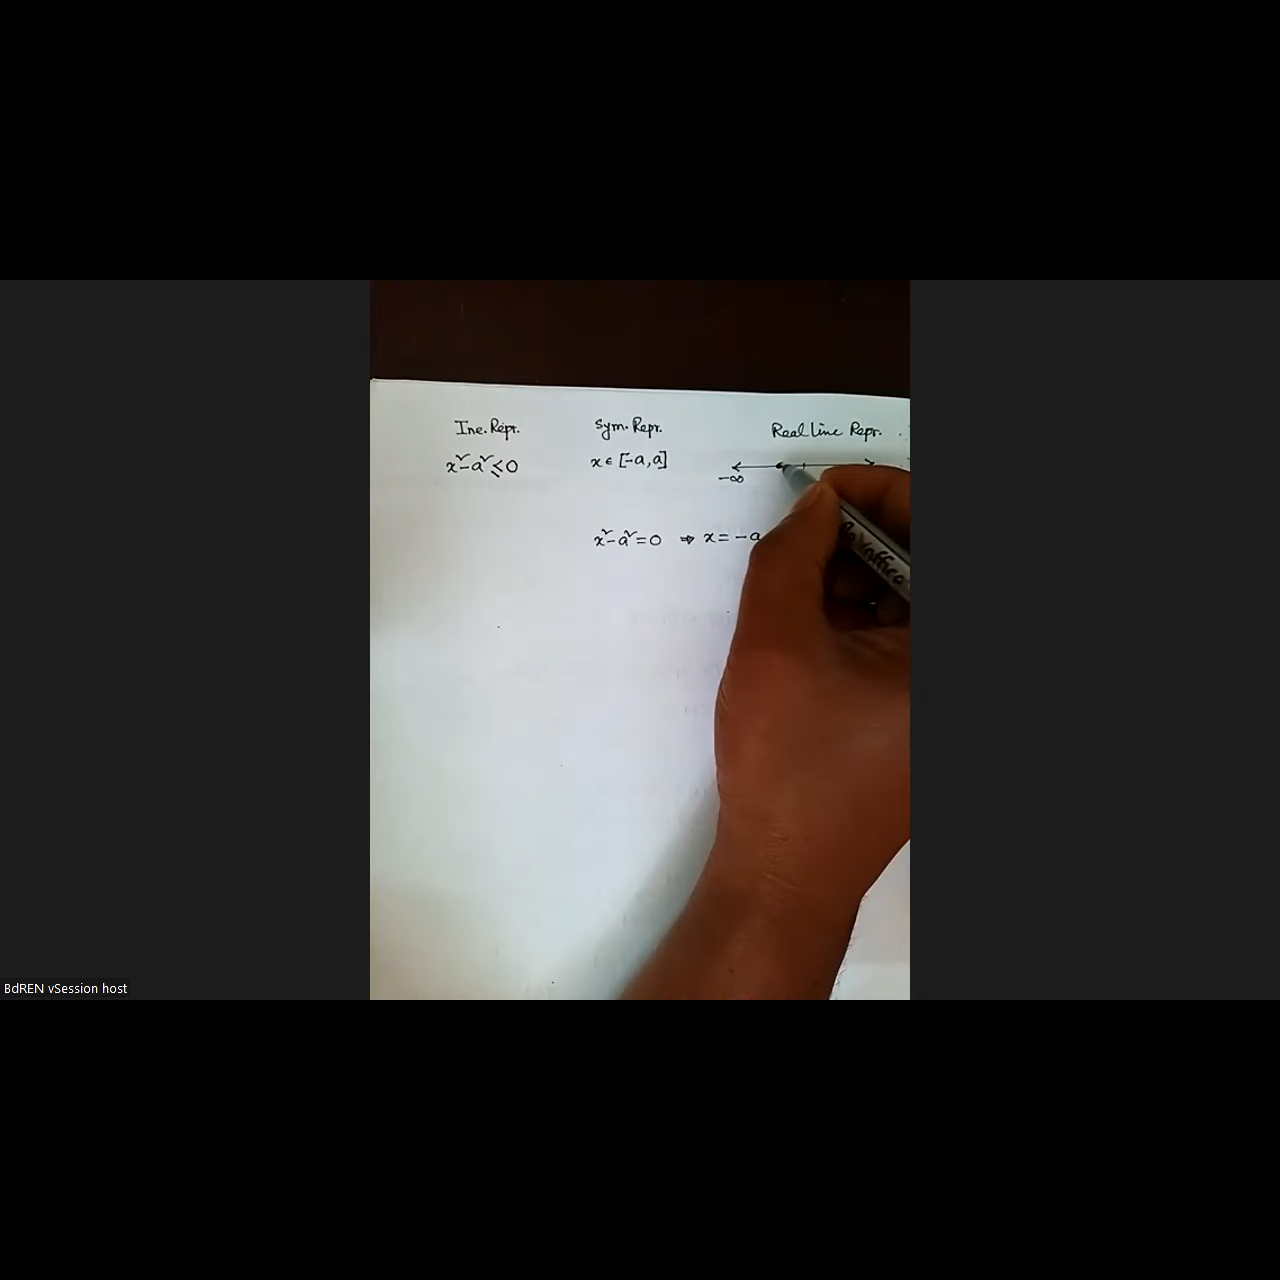 Ine. Repr. Sym. Repr. Real Line Repr.
x²-a² ≤ 0 x ∈ [-a, a]
-∞
x²-a²=0 ⇒ x = -a
BdREN vSession host